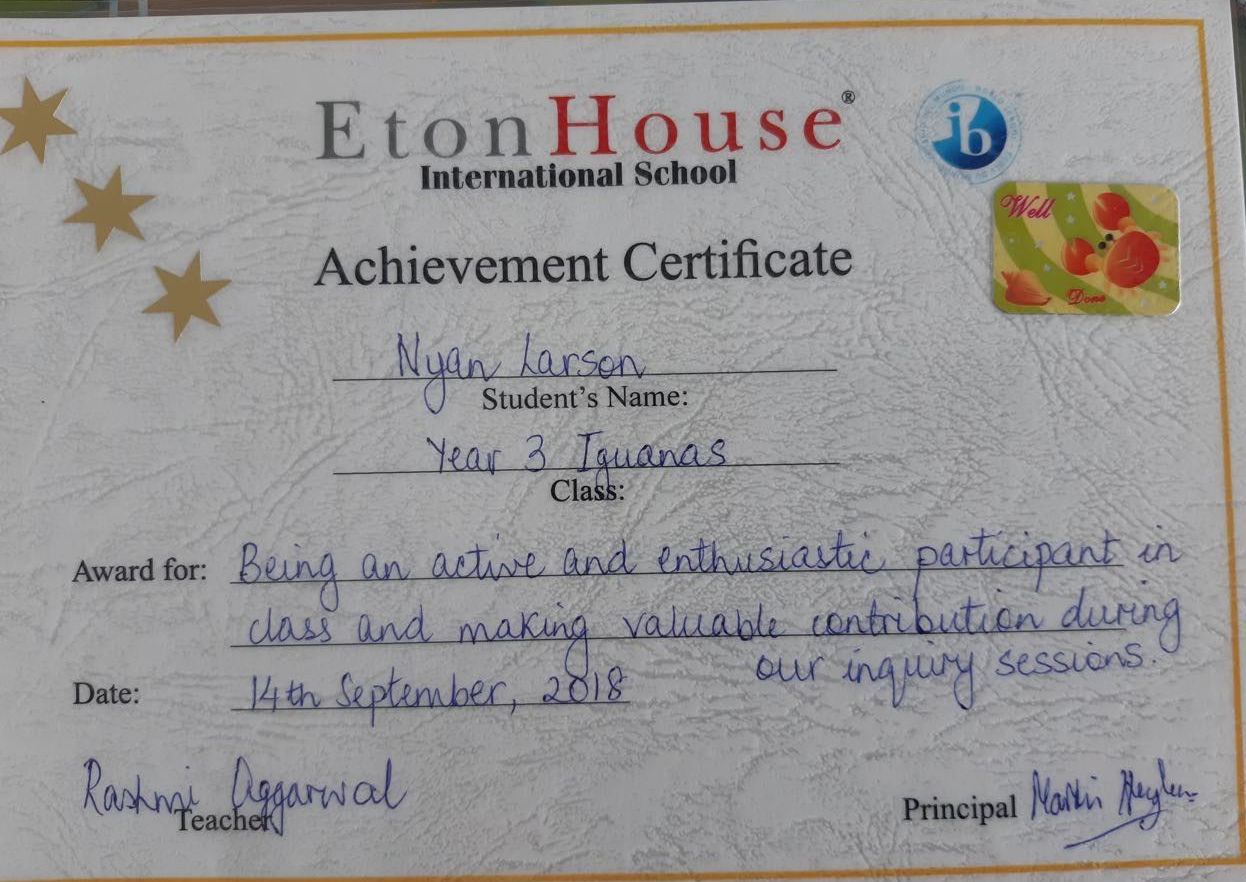 EtonHouse®
International School
ib
Well
Done
Achievement Certificate
Nyan Larson
Student's Name:
Year 3 Iguanas
Class:
Award for: Being an active and enthusiastic participant in
class and making valuable contribution during
our inquiry sessions.
Date: 14th September, 2018
Rashmi Aggarwal
Teacher
Principal Martin